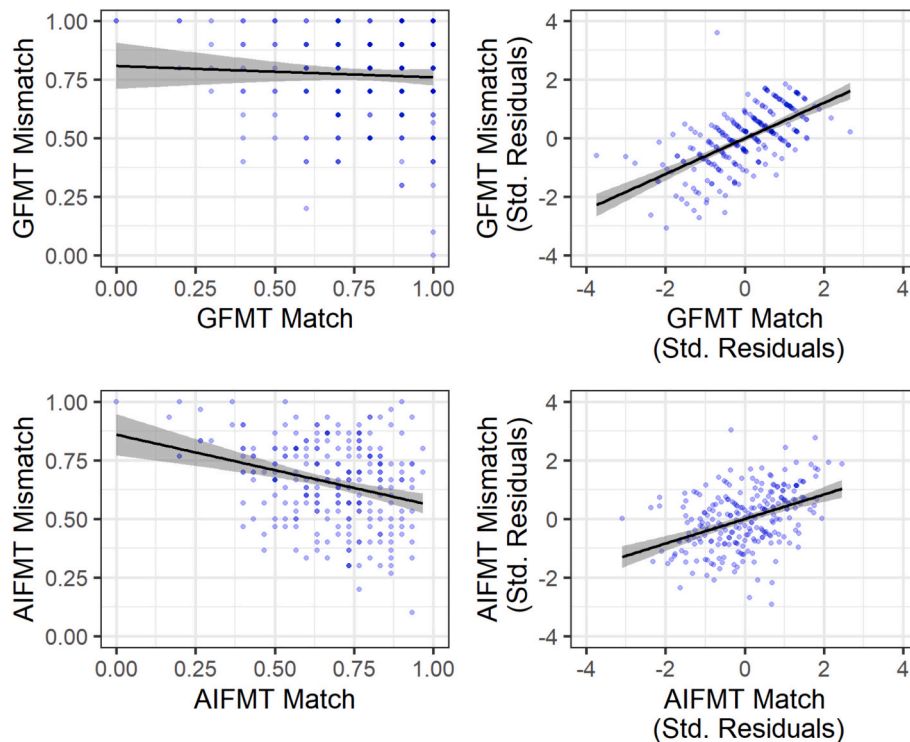 1.00
0.75
0.50
0.25
0.00
GFMT Mismatch
0.00 0.25 0.50 0.75 1.00
GFMT Match
4
2
0
-2
-4
GFMT Mismatch
(Std. Residuals)
-4 -2 0 2 4
GFMT Match
(Std. Residuals)
1.00
0.75
0.50
0.25
0.00
AIFMT Mismatch
0.00 0.25 0.50 0.75 1.00
AIFMT Match
4
2
0
-2
-4
AIFMT Mismatch
(Std. Residuals)
-4 -2 0 2 4
AIFMT Match
(Std. Residuals)